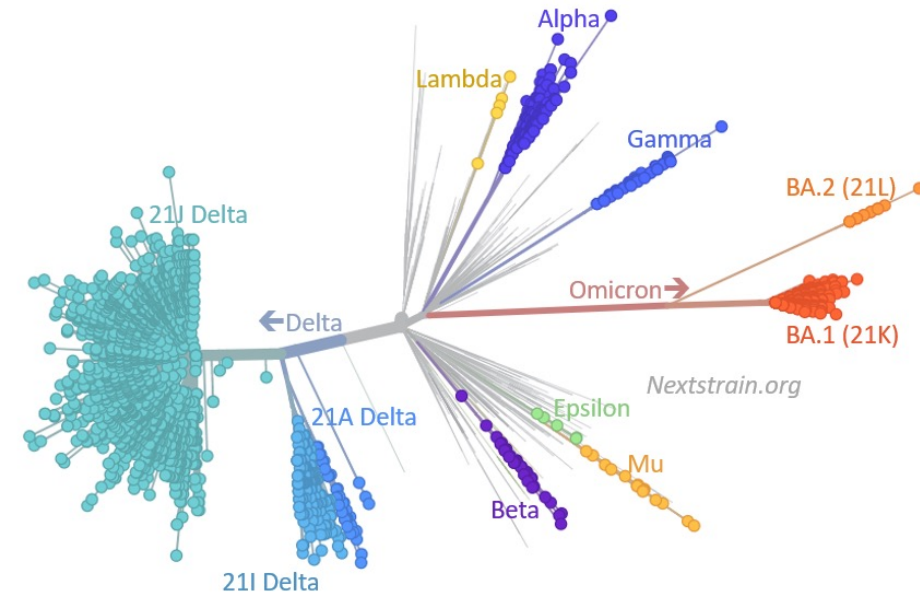 Alpha
Lambda
Gamma
BA.2 (21L)
21J Delta
Omicron→
←Delta
BA.1 (21K)
Nextstrain.org
21A Delta
Epsilon
Mu
Beta
21I Delta